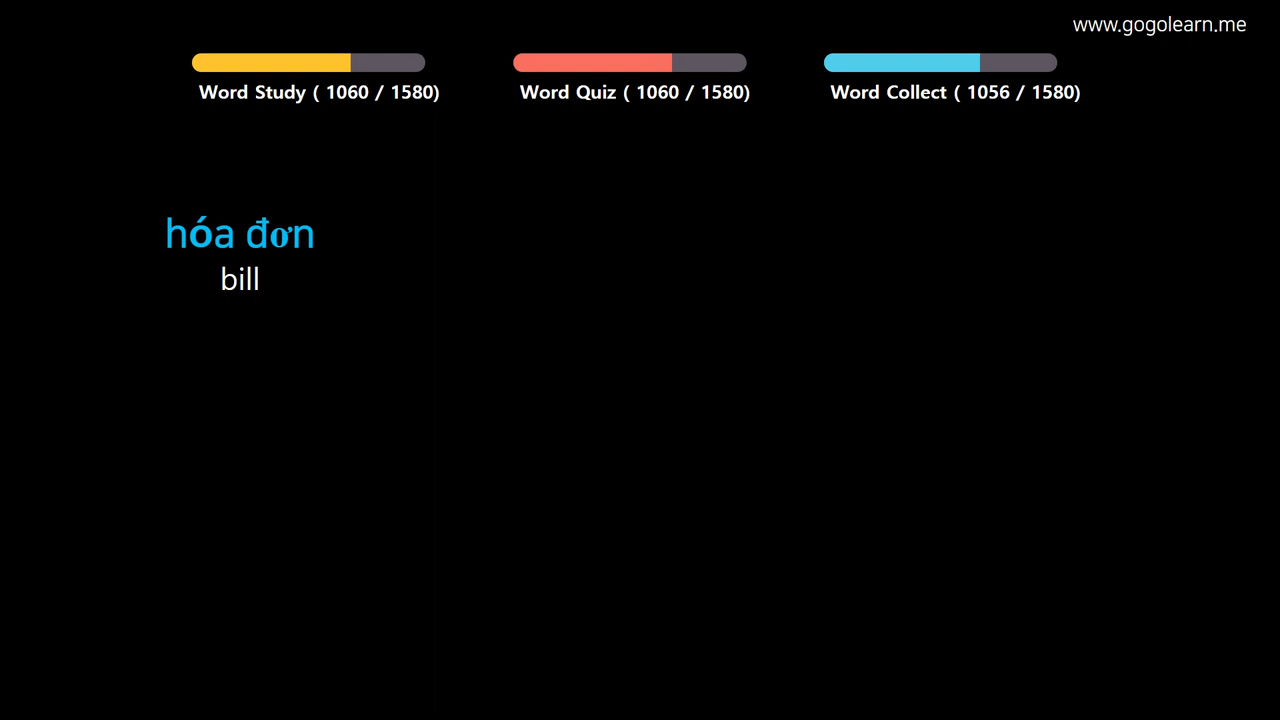 www.gogolearn.me
Word Study ( 1060 / 1580)
Word Quiz ( 1060 / 1580)
Word Collect ( 1056 / 1580)
hóa đơn
bill